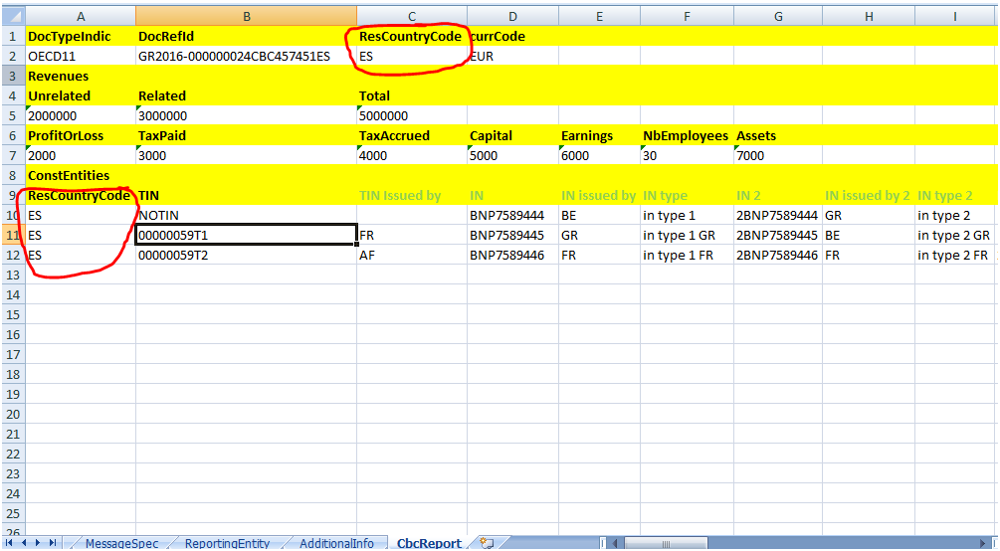 A B C D E F G H I
1 DocTypeIndic DocRefId ResCountryCode currCode
2 OECD11 GR2016-000000024CBC457451ES ES EUR
3 Revenues
4 Unrelated Related Total
5 2000000 3000000 5000000
6 ProfitOrLoss TaxPaid TaxAccrued Capital Earnings NbEmployees Assets
7 2000 3000 4000 5000 6000 30 7000
8 ConstEntities
9 ResCountryCode TIN TIN Issued by IN IN issued by IN type IN 2 IN issued by 2 IN type 2
10 ES NOTIN BNP7589444 BE in type 1 2BNP7589444 GR in type 2
11 ES 00000059T1 FR BNP7589445 GR in type 1 GR 2BNP7589445 BE in type 2 GR
12 ES 00000059T2 AF BNP7589446 FR in type 1 FR 2BNP7589446 FR in type 2 FR
13
14
15
16
17
18
19
20
21
22
23
24
25
26
MessageSpec ReportingEntity AdditionalInfo CbcReport